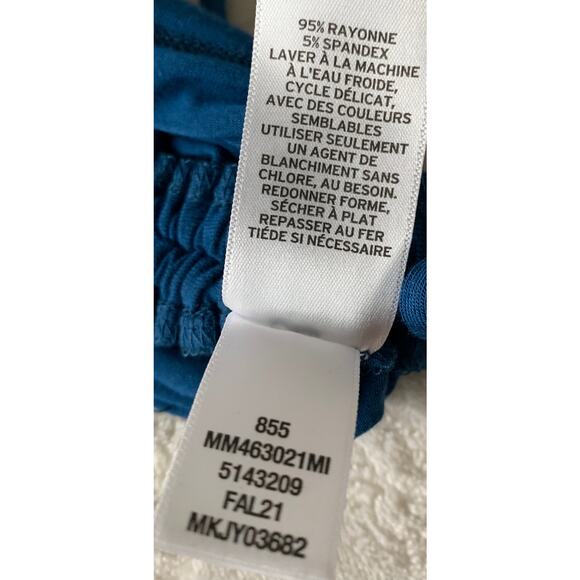 95% RAYONNE
5% SPANDEX
LAVER À LA MACHINE
À L'EAU FROIDE,
CYCLE DÉLICAT,
AVEC DES COULEURS
SEMBLABLES
UTILISER SEULEMENT
UN AGENT DE
BLANCHIMENT SANS
CHLORE, AU BESOIN.
REDONNER FORME,
SÉCHER À PLAT
REPASSER AU FER
TIÉDE SI NÉCESSAIRE
855
MM463021MI
5143209
FAL21
MKJY03682